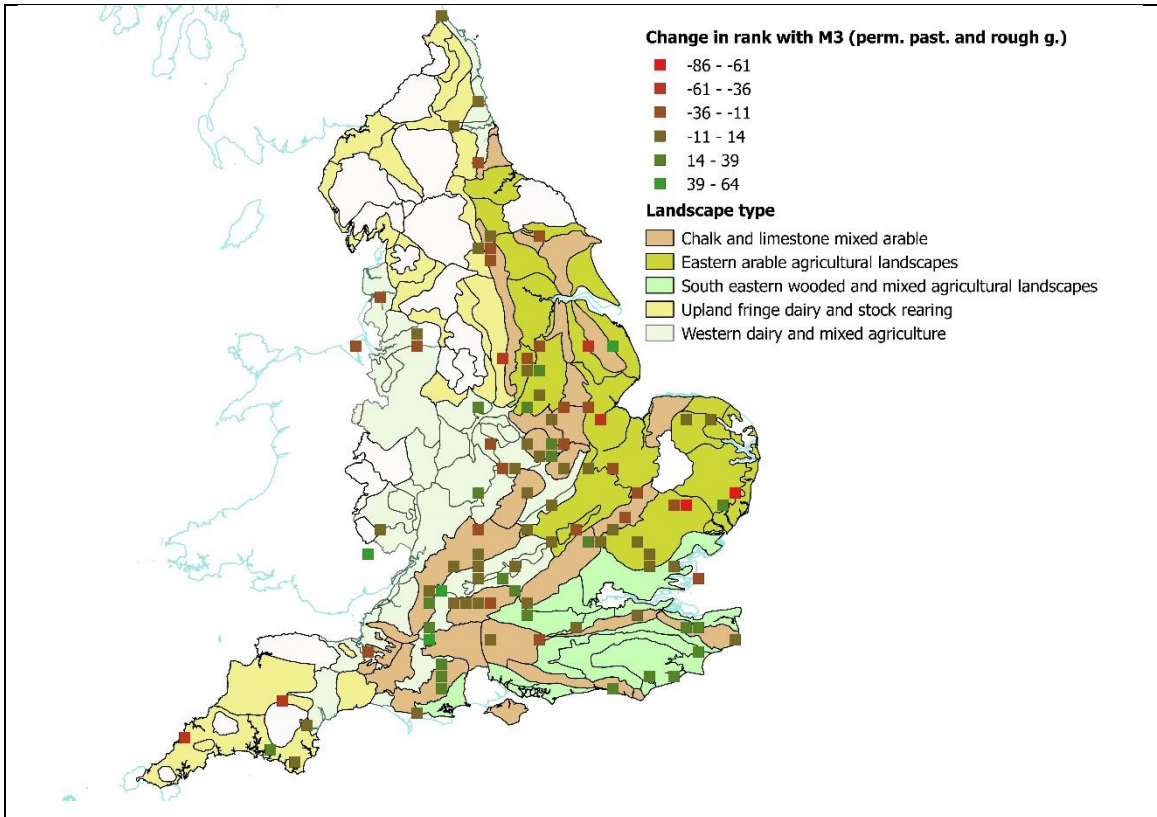 Change in rank with M3 (perm. past. and rough g.)
-86 - -61
-61 - -36
-36 - -11
-11 - 14
14 - 39
39 - 64
Landscape type
Chalk and limestone mixed arable
Eastern arable agricultural landscapes
South eastern wooded and mixed agricultural landscapes
Upland fringe dairy and stock rearing
Western dairy and mixed agriculture